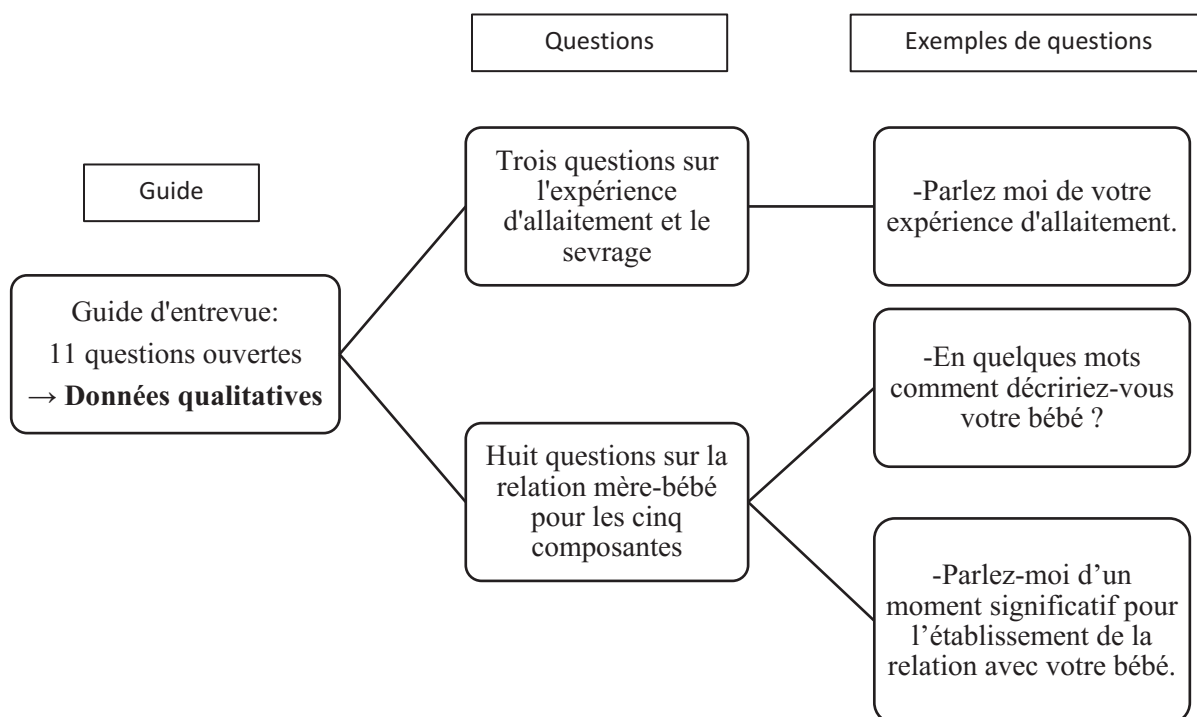 Questions
Exemples de questions
Guide
Guide d'entrevue:
11 questions ouvertes
→ Données qualitatives
Trois questions sur
l'expérience
d'allaitement et le
sevrage
-Parlez moi de votre
expérience d'allaitement.
Huit questions sur la
relation mère-bébé
pour les cinq
composantes
-En quelques mots
comment décririez-vous
votre bébé ?
-Parlez-moi d’un
moment significatif pour
l’établissement de la
relation avec votre bébé.